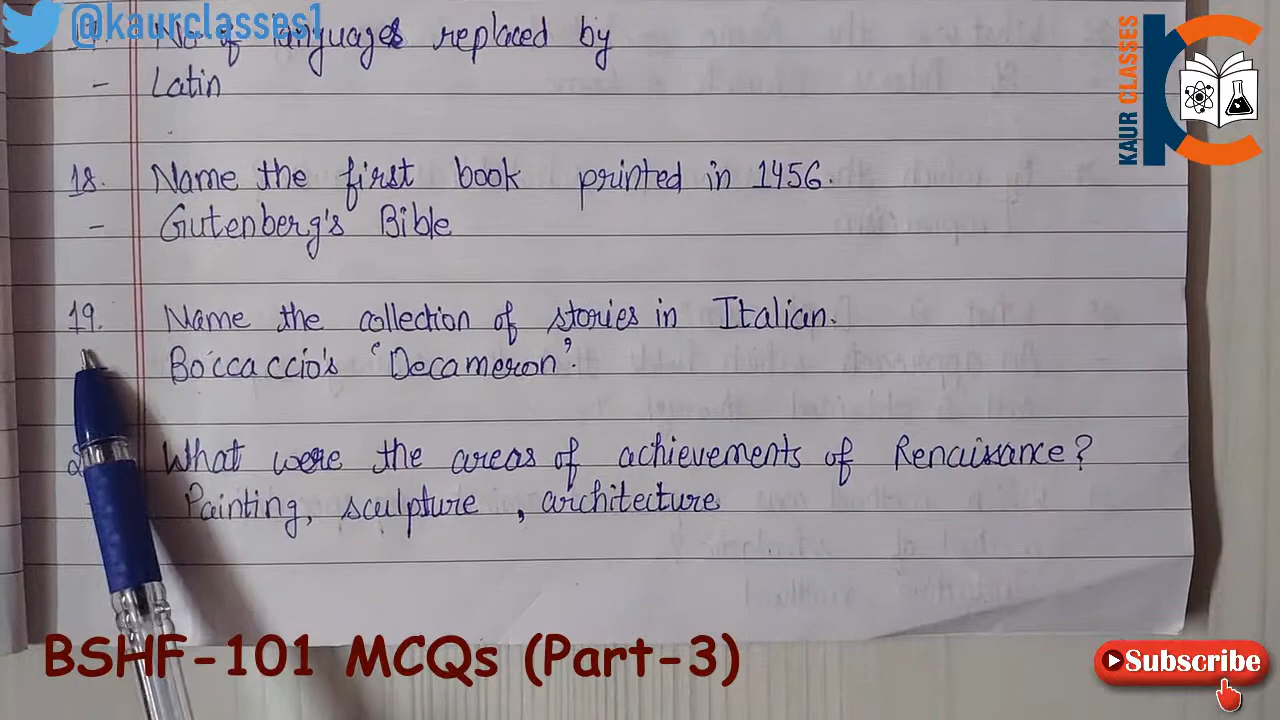 @kaurclasses1
No of languages replaced by
- Latin
18. Name the first book printed in 1456.
- Gutenberg's Bible
19. Name the collection of stories in Italian.
Boccaccio's 'Decameron'.
What were the areas of achievements of Renaissance?
Painting, sculpture, architecture
BSHF-101 MCQs (Part-3)
KAUR CLASSES
Subscribe